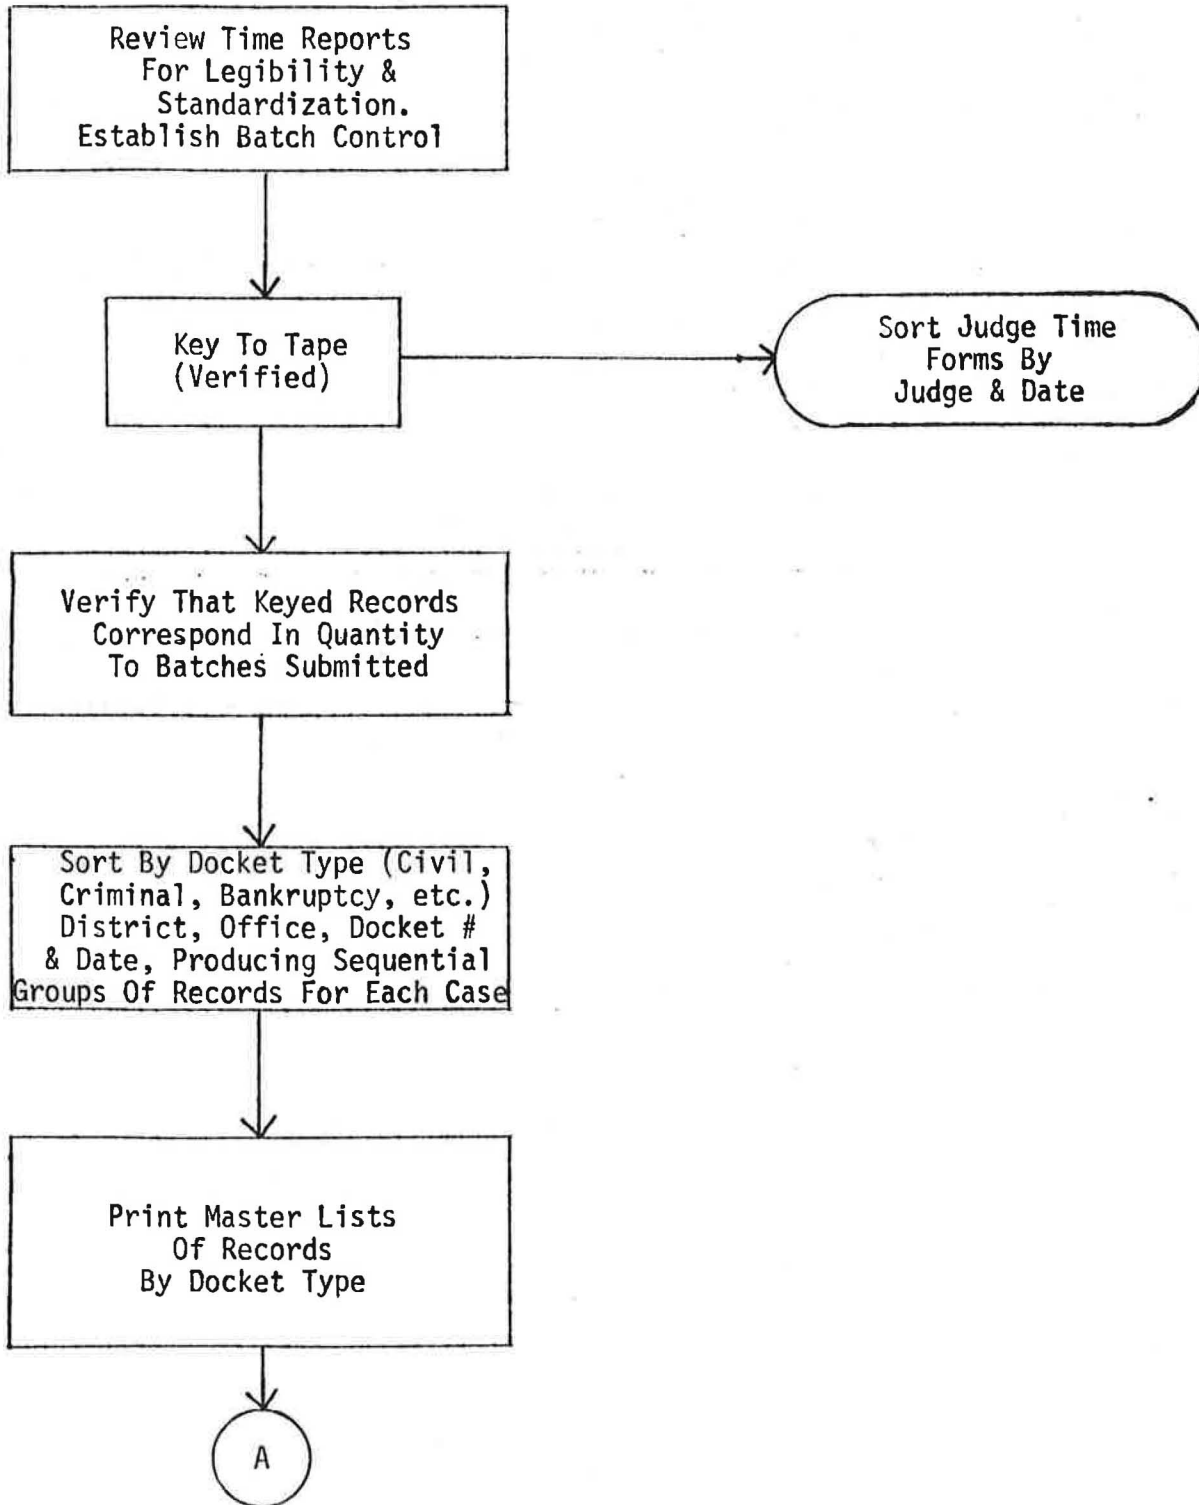 Review Time Reports
For Legibility &
Standardization.
Establish Batch Control
Key To Tape
(Verified)
Sort Judge Time
Forms By
Judge & Date
Verify That Keyed Records
Correspond In Quantity
To Batches Submitted
Sort By Docket Type (Civil,
Criminal, Bankruptcy, etc.)
District, Office, Docket #
& Date, Producing Sequential
Groups Of Records For Each Case
Print Master Lists
Of Records
By Docket Type
A